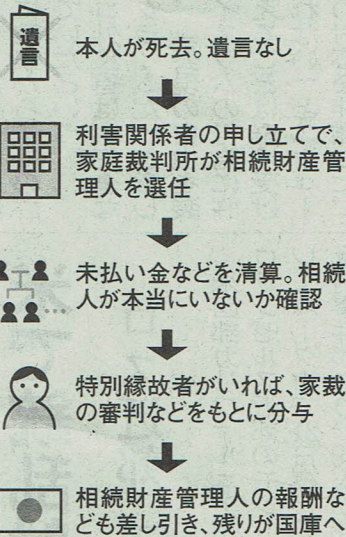 遺言
本人が死去。遺言なし
利害関係者の申し立てで、
家庭裁判所が相続財産管
理人を選任
未払い金などを清算。相続
人が本当にいないか確認
特別縁故者がいれば、家裁
の審判などをもとに分与
相続財産管理人の報酬な
ども差し引き、残りが国庫へ